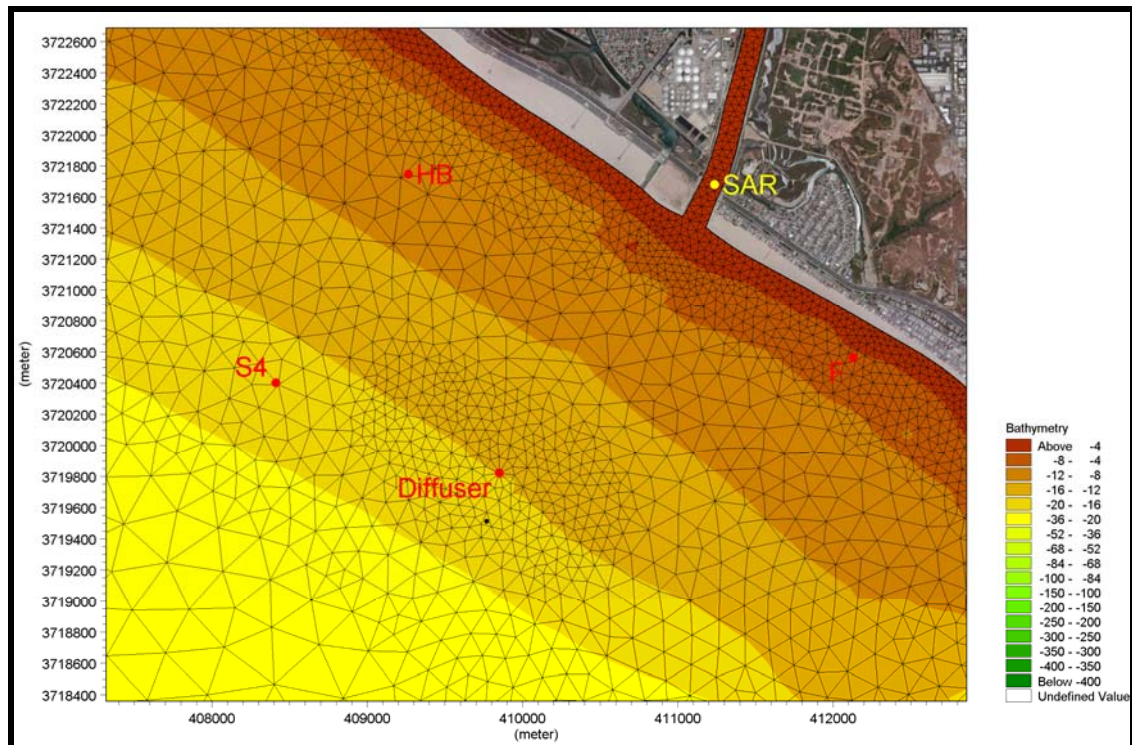 3722600
3722400
3722200
3722000
3721800
3721600
3721400
3721200
3721000
3720800
3720600
3720400
3720200
3720000
3719800
3719600
3719400
3719200
3719000
3718800
3718600
3718400
(meter)
HB
SAR
S4
F
Diffuser
408000 409000 410000 411000 412000
(meter)
Bathymetry
Above -4
-8 - -4
-12 - -8
-16 - -12
-20 - -16
-36 - -20
-52 - -36
-68 - -52
-84 - -68
-100 - -84
-150 - -100
-200 - -150
-250 - -200
-300 - -250
-350 - -300
-400 - -350
Below -400
Undefined Value